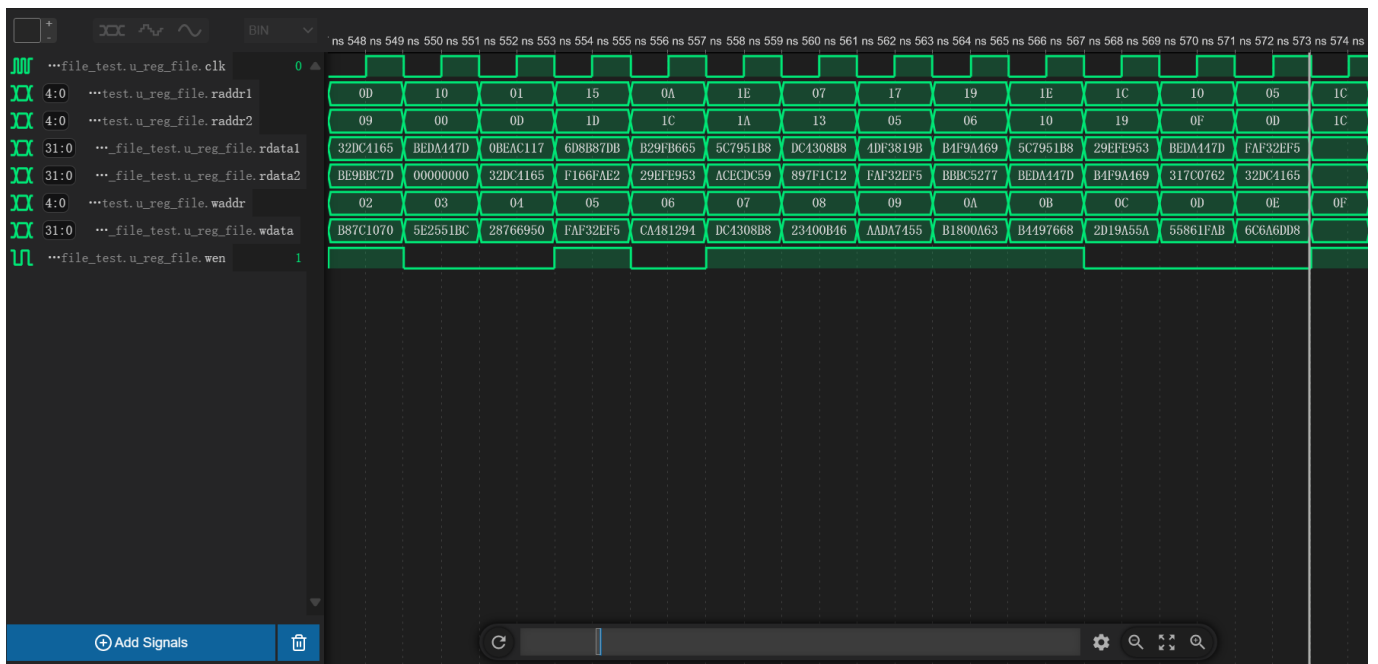 +
-
BIN
ns 548 ns 549 ns 550 ns 551 ns 552 ns 553 ns 554 ns 555 ns 556 ns 557 ns 558 ns 559 ns 560 ns 561 ns 562 ns 563 ns 564 ns 565 ns 566 ns 567 ns 568 ns 569 ns 570 ns 571 ns 572 ns 573 ns 574 ns
···file_test.u_reg_file.clk 0
4:0 ···test.u_reg_file.raddr1 0D 10 01 15 0A 1E 07 17 19 1E 1C 10 05 1C
4:0 ···test.u_reg_file.raddr2 09 00 0D 1D 1C 1A 13 05 06 10 19 0F 0D 1C
31:0 ···_file_test.u_reg_file.rdata1 32DC4165 BEDA447D 0BEAC117 6D8B87DB B29FB665 5C7951B8 DC4308B8 4DF3819B B4F9A469 5C7951B8 29EFE953 BEDA447D FAF32EF5
31:0 ···_file_test.u_reg_file.rdata2 BE9BBC7D 00000000 32DC4165 F166FAE2 29EFE953 ACECDC59 897F1C12 FAF32EF5 BBBC5277 BEDA447D B4F9A469 317C0762 32DC4165
4:0 ···test.u_reg_file.waddr 02 03 04 05 06 07 08 09 0A 0B 0C 0D 0E 0F
31:0 ···_file_test.u_reg_file.wdata B87C1070 5E2551BC 28766950 FAF32EF5 CA481294 DC4308B8 23400B46 AADA7455 B1800A63 B4497668 2D19A55A 55861FAB 6C6A6DD8
···file_test.u_reg_file.wen 1
Add Signals